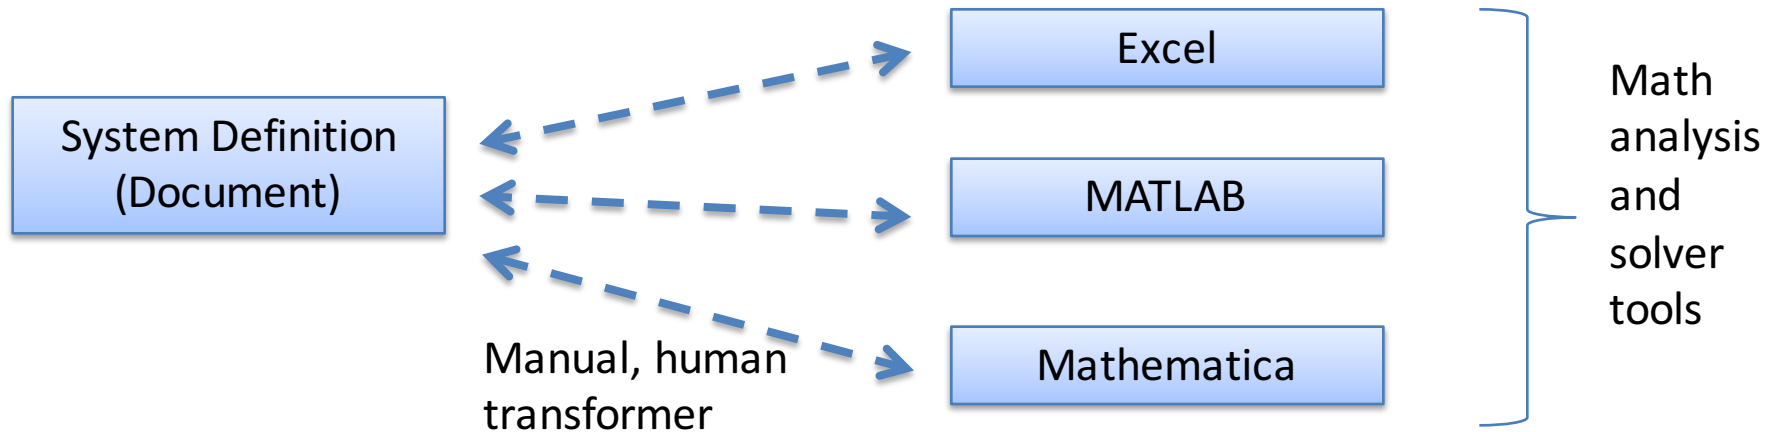 System Definition
(Document)
Excel
MATLAB
Mathematica
Manual, human
transformer
Math
analysis
and
solver
tools